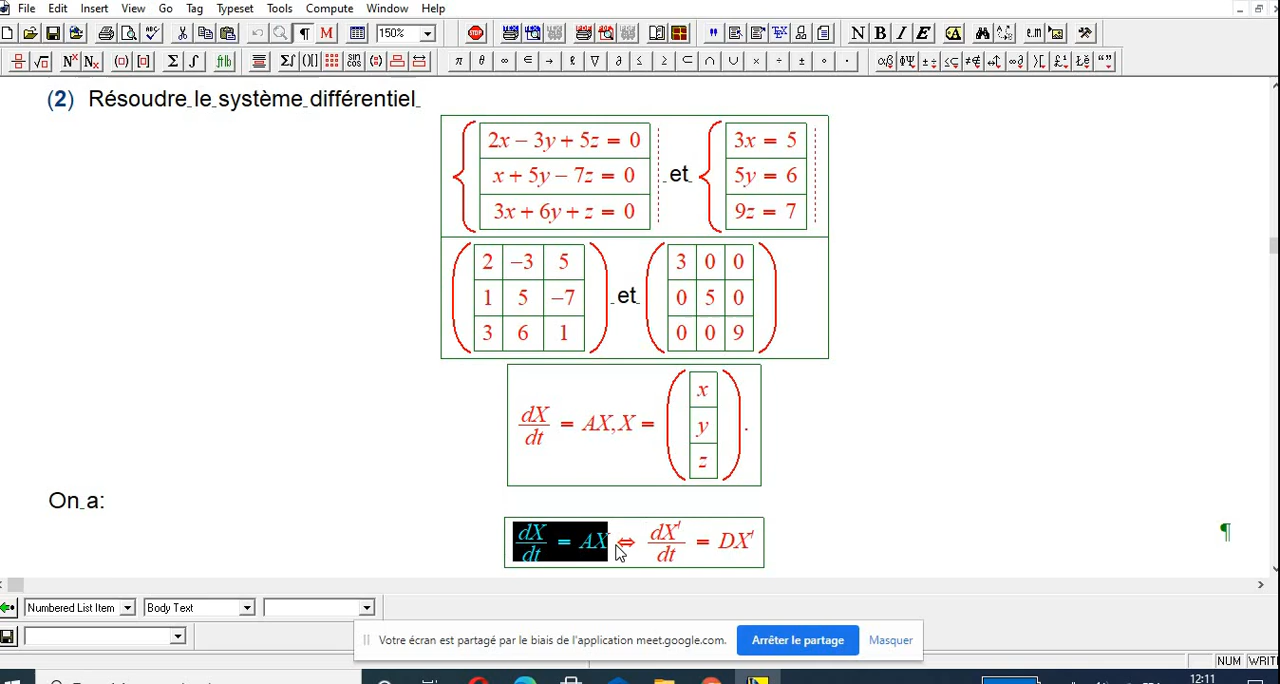 File Edit Insert View Go Tag Typeset Tools Compute Window Help
150%
(2) Résoudre le système différentiel
2x − 3y + 5z = 0
x + 5y − 7z = 0
3x + 6y + z = 0
et
3x = 5
5y = 6
9z = 7
2 −3 5
1 5 −7
3 6 1
et
3 0 0
0 5 0
0 0 9
dX/dt = AX, X = (x y z).
On a:
dX/dt = AX ⇔ dX'/dt = DX'
Numbered List Item Body Text
Votre écran est partagé par le biais de l'application meet.google.com. Arrêter le partage Masquer
NUM WRITI
12:11